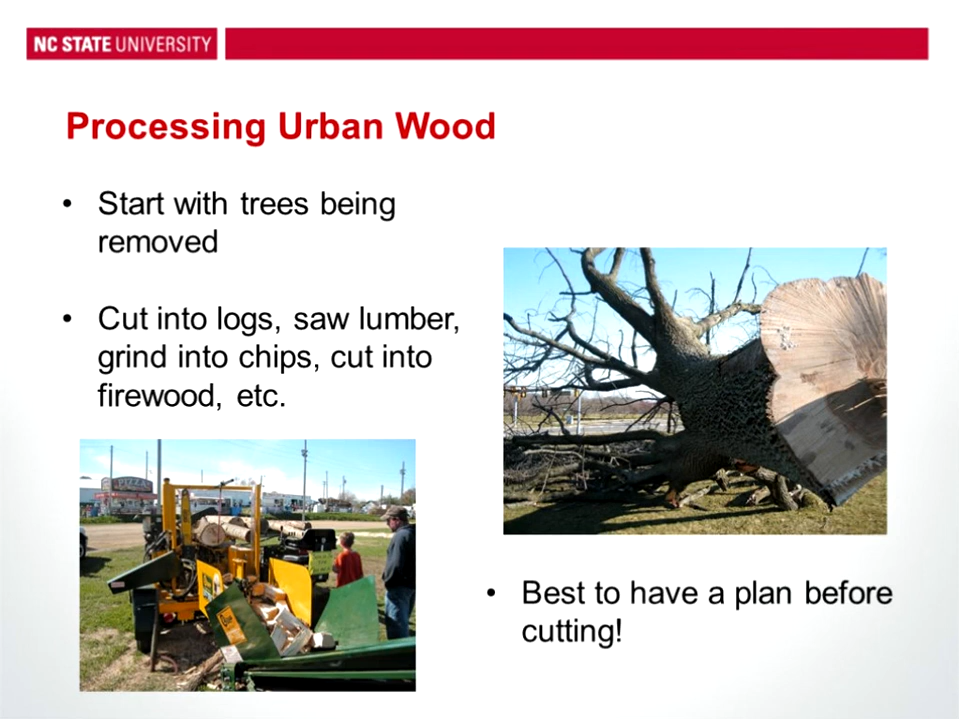 NC STATE UNIVERSITY
Processing Urban Wood
• Start with trees being
removed
• Cut into logs, saw lumber,
grind into chips, cut into
firewood, etc.
PIZZA
• Best to have a plan before
cutting!